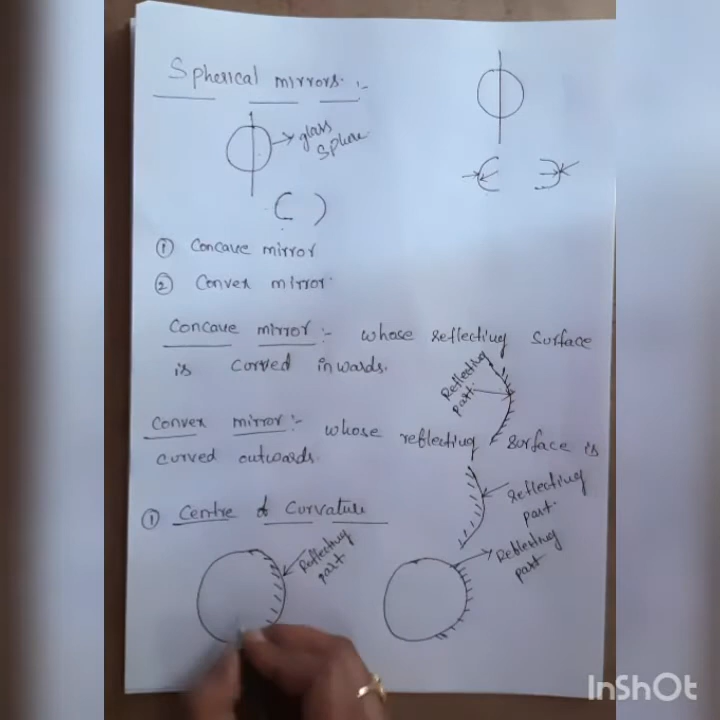 Spherical mirrors :-
glass
sphere
① Concave mirror
② Convex mirror
Concave mirror :- whose reflecting surface
is corved inwards.
Reflecting
part.
Convex mirror :- whose reflecting surface is
curved outwards.
Reflecting
part.
① Centre of Curvature
Reflecting
part
Reflecting
part
InShOt